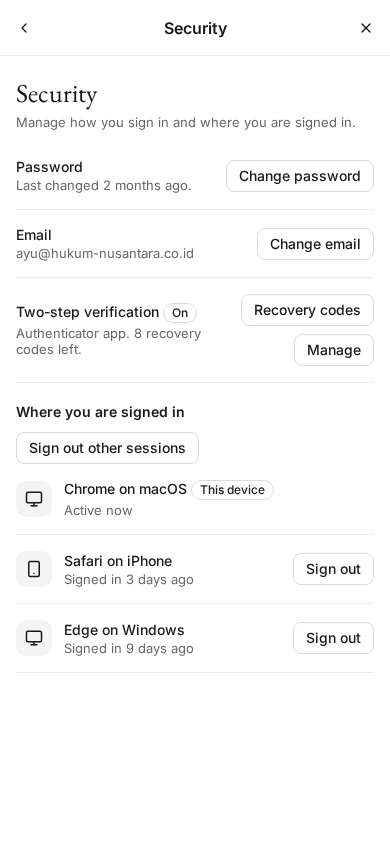 Security
Security
Manage how you sign in and where you are signed in.
Password
Last changed 2 months ago.
Change password
Email
ayu@hukum-nusantara.co.id
Change email
Two-step verification On
Authenticator app. 8 recovery
codes left.
Recovery codes
Manage
Where you are signed in
Sign out other sessions
Chrome on macOS This device
Active now
Safari on iPhone
Signed in 3 days ago
Sign out
Edge on Windows
Signed in 9 days ago
Sign out